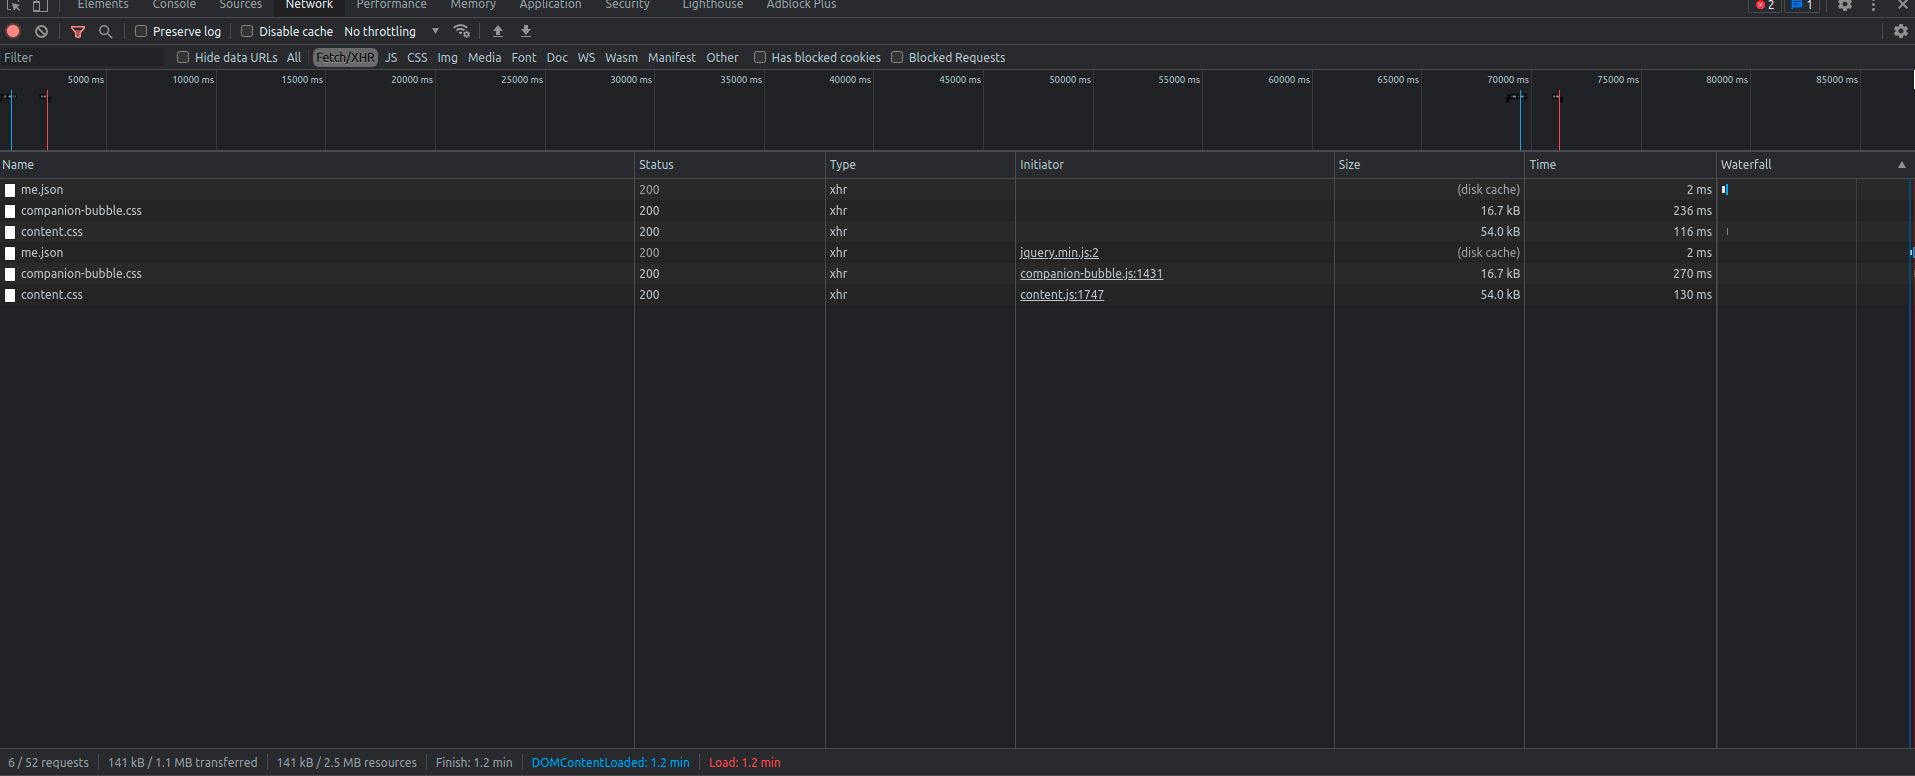 Elements Console Sources Network Performance Memory Application Security Lighthouse Adblock Plus 2 1
Preserve log Disable cache No throttling
Filter Hide data URLs All Fetch/XHR JS CSS Img Media Font Doc WS Wasm Manifest Other Has blocked cookies Blocked Requests
5000 ms 10000 ms 15000 ms 20000 ms 25000 ms 30000 ms 35000 ms 40000 ms 45000 ms 50000 ms 55000 ms 60000 ms 65000 ms 70000 ms 75000 ms 80000 ms 85000 ms
Name Status Type Initiator Size Time Waterfall
me.json 200 xhr (disk cache) 2 ms
companion-bubble.css 200 xhr 16.7 kB 236 ms
content.css 200 xhr 54.0 kB 116 ms
me.json 200 xhr jquery.min.js:2 (disk cache) 2 ms
companion-bubble.css 200 xhr companion-bubble.js:1431 16.7 kB 270 ms
content.css 200 xhr content.js:1747 54.0 kB 130 ms
6 / 52 requests 141 kB / 1.1 MB transferred 141 kB / 2.5 MB resources Finish: 1.2 min DOMContentLoaded: 1.2 min Load: 1.2 min